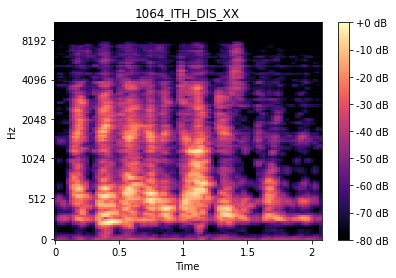 1064_ITH_DIS_XX
+0 dB
8192
-10 dB
4096
-20 dB
-30 dB
2048
Hz
-40 dB
1024
-50 dB
512
-60 dB
-70 dB
0
-80 dB
0
0.5
1
1.5
2
Time